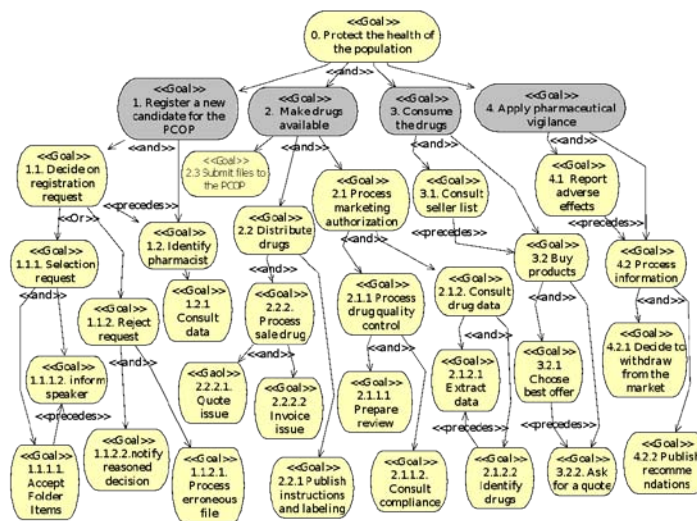 <<Goal>>
0. Protect the health of
the population
<<and>>
<<Goal>>
1. Register a new
candidate for the
PCOP
<<Goal>>
2. Make drugs
available
<<Goal>>
3. Consume
the drugs
<<Goal>>
4. Apply pharmaceutical
vigilance
<<and>>
<<and>>
<<and>>
<<and>>
<<Goal>>
1.1. Decide on
registration
request
<<Goal>>
2.3 Submit files to
the PCOP
<<Goal>>
2.1 Process
marketing
authorization
<<Goal>>
3.1. Consult
seller list
<<Goal>>
4.1 Report
adverse
effects
<<precedes>>
<<Or>>
<<Goal>>
1.2. Identify
pharmacist
<<Goal>>
2.2 Distribute
drugs
<<precedes>>
<<precedes>>
<<and>>
<<Goal>>
3.2 Buy
products
<<Goal>>
4.2 Process
information
<<Goal>>
1.1.1. Selection
request
<<and>>
<<Goal>>
1.2.1
Consult
data
<<and>>
<<Goal>>
2.2.2.
Process
sale drug
<<Goal>>
2.1.1 Process
drug quality
control
<<Goal>>
2.1.2. Consult
drug data
<<and>>
<<and>>
<<Goal>>
1.1.2. Reject
request
<<and>>
<<and>>
<<and>>
<<and>>
<<Goal>>
4.2.1 Decide to
withdraw
from the
market
<<Goal>>
1.1.1.2. inform
speaker
<<precedes>>
<<Gaol>>
2.2.2.1.
Quote
issue
<<Goal>>
2.2.2.2
Invoice
issue
<<Goal>>
2.1.1.1
Prepare
review
<<Goal>>
2.1.2.1
Extract
data
<<precedes>>
<<Goal>>
3.2.1
Choose
best offer
<<precedes>>
<<Goal>>
1.1.1.1.
Accept
Folder
Items
<<Goal>>
1.1.2.2.notify
reasoned
decision
<<Goal>>
1.1.2.1.
Process
erroneous
file
<<Goal>>
2.2.1 Publish
instructions
and labeling
<<Goal>>
2.1.1.2.
Consult
compliance
<<Goal>>
2.1.2.2
Identify
drugs
<<Goal>>
3.2.2. Ask
for a quote
<<Goal>>
4.2.2 Publish
recomme
ndations